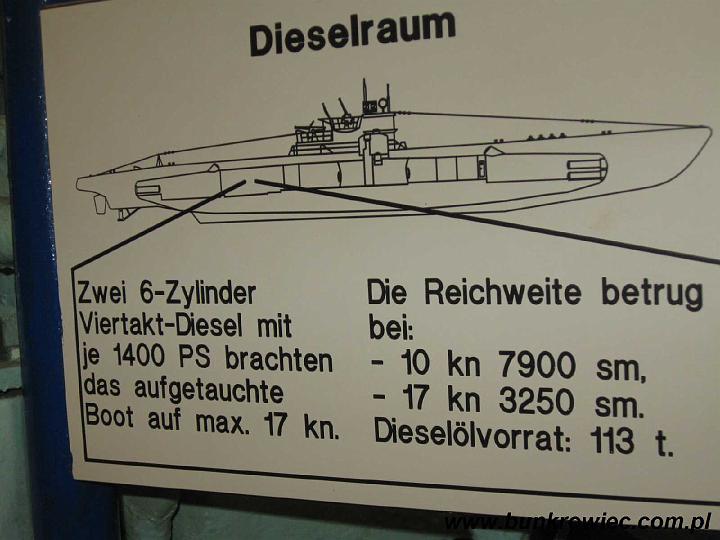 Dieselraum
Zwei 6-Zylinder
Viertakt-Diesel mit
je 1400 PS brachten
das aufgetauchte
Boot auf max. 17 kn.
Die Reichweite betrug
bei:
- 10 kn 7900 sm,
- 17 kn 3250 sm.
Dieselölvorrat: 113 t.
www.bunkrowiec.com.pl